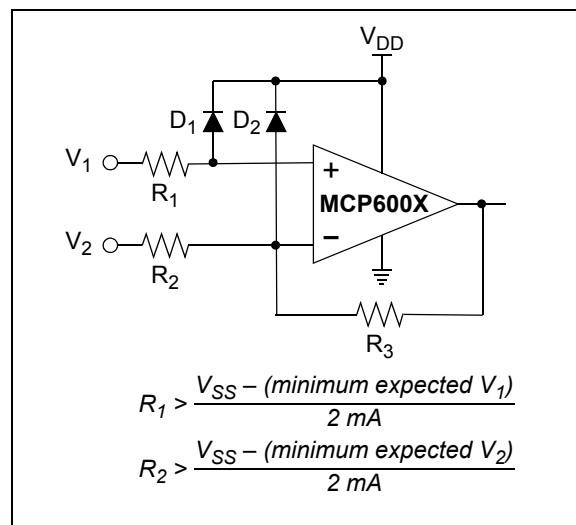 V_DD
D_1 D_2
V_1
R_1
+
MCP600X
V_2
−
R_2
R_3
R_1 > V_SS – (minimum expected V_1) / 2 mA
R_2 > V_SS – (minimum expected V_2) / 2 mA